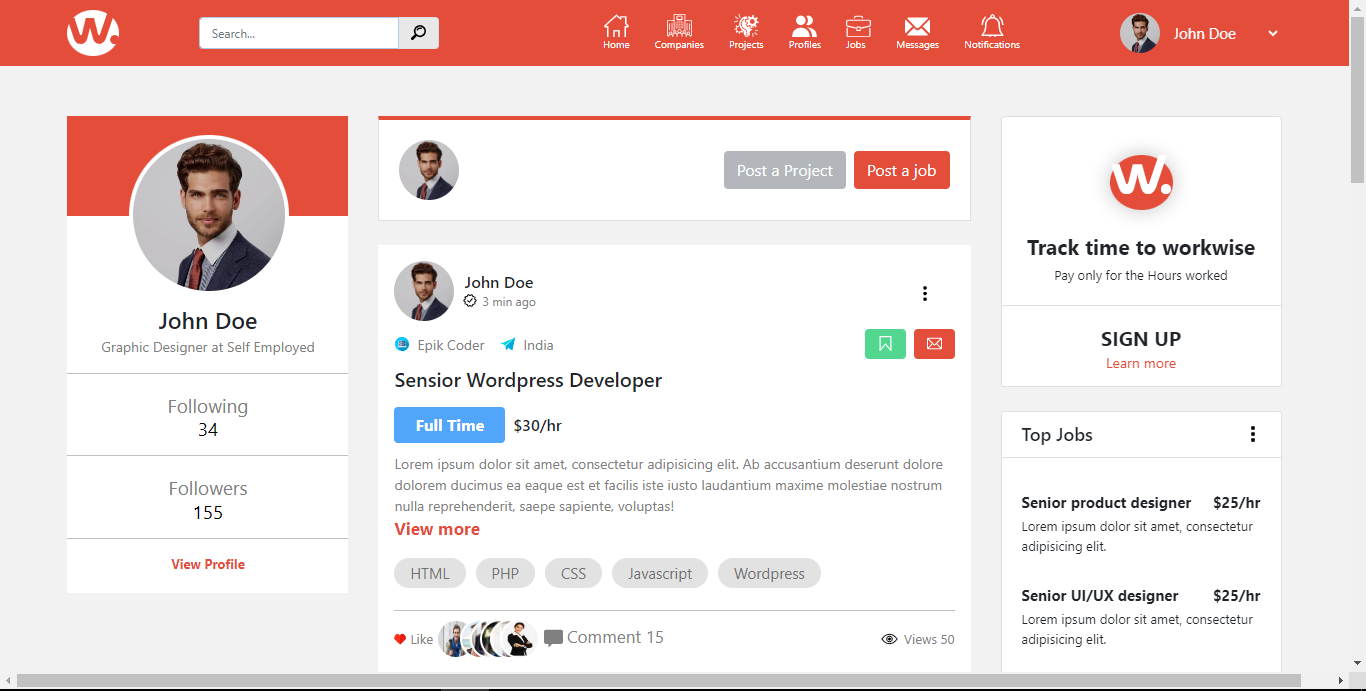 W.
Search...
Home
Companies
Projects
Profiles
Jobs
Messages
Notifications
John Doe
John Doe
Graphic Designer at Self Employed
Following
34
Followers
155
View Profile
Post a Project
Post a job
John Doe
3 min ago
Epik Coder
India
Sensior Wordpress Developer
Full Time
$30/hr
Lorem ipsum dolor sit amet, consectetur adipisicing elit. Ab accusantium deserunt dolore
dolorem ducimus ea eaque est et facilis iste iusto laudantium maxime molestiae nostrum
nulla reprehenderit, saepe sapiente, voluptas!
View more
HTML
PHP
CSS
Javascript
Wordpress
Like
Comment 15
Views 50
W.
Track time to workwise
Pay only for the Hours worked
SIGN UP
Learn more
Top Jobs
Senior product designer $25/hr
Lorem ipsum dolor sit amet, consectetur
adipisicing elit.
Senior UI/UX designer $25/hr
Lorem ipsum dolor sit amet, consectetur
adipisicing elit.